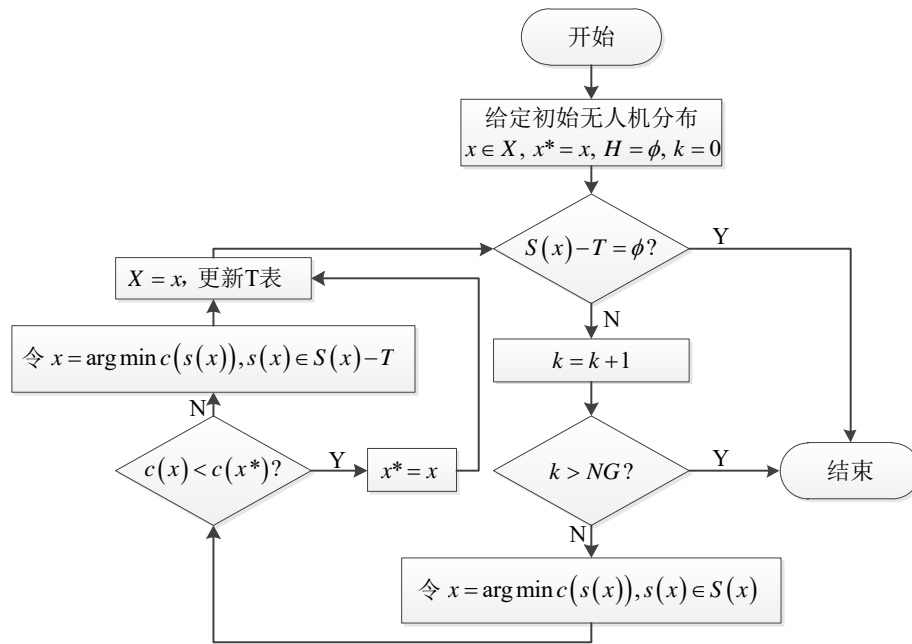 开始
给定初始无人机分布
x ∈ X, x* = x, H = ϕ, k = 0
S(x) − T = ϕ?
Y
N
X = x, 更新T表
k = k + 1
令 x = arg min c(s(x)), s(x) ∈ S(x) − T
N
c(x) < c(x*)?
Y
x* = x
k > NG?
Y
结束
N
令 x = arg min c(s(x)), s(x) ∈ S(x)